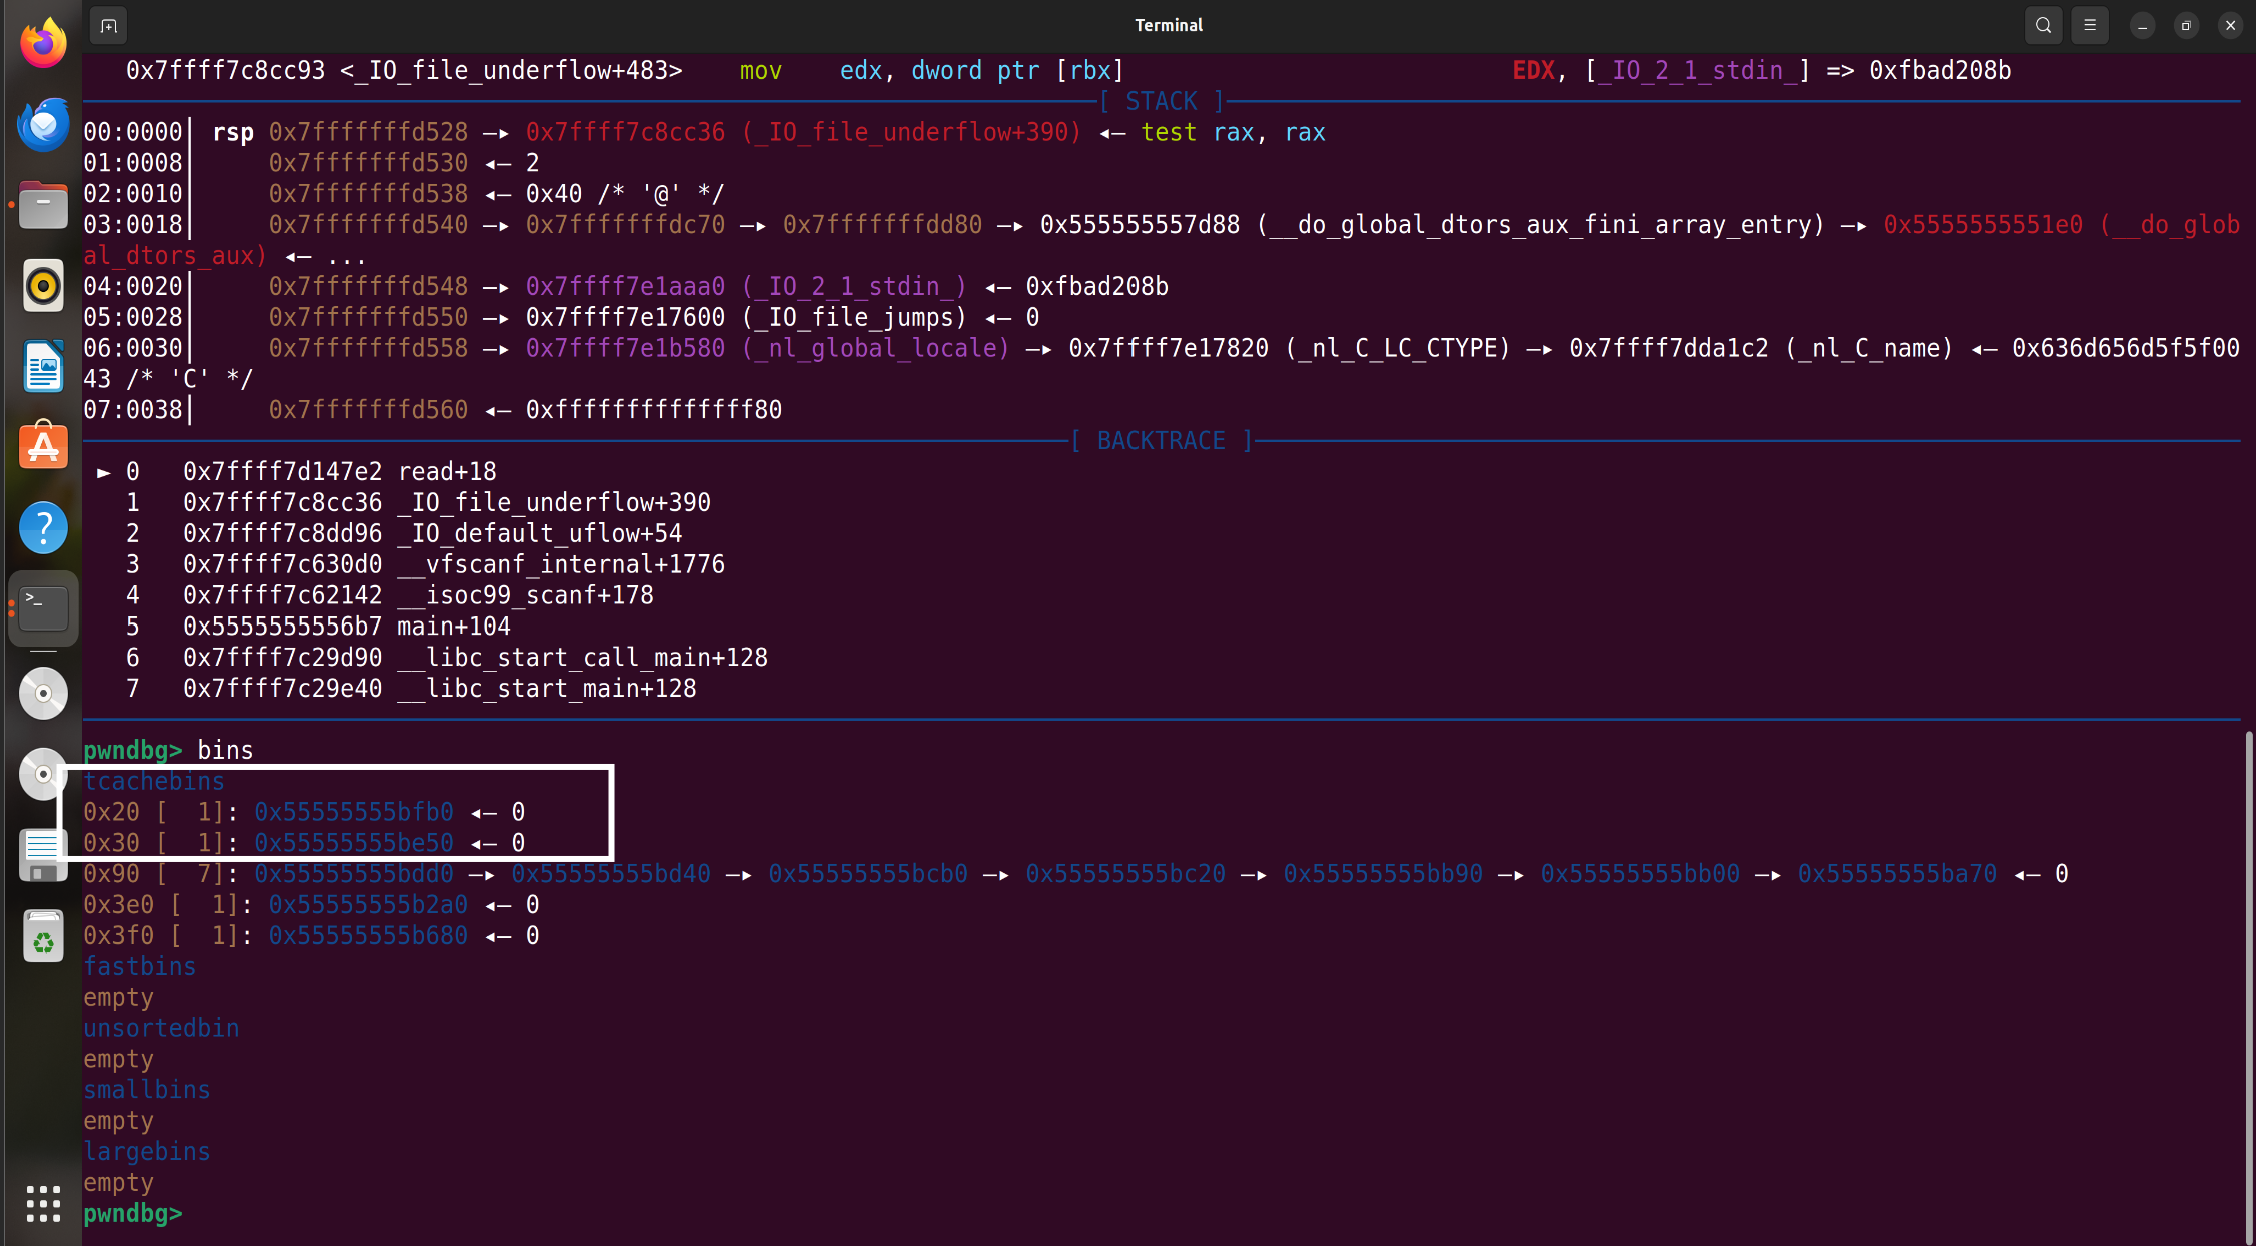 Terminal
0x7ffff7c8cc93 <_IO_file_underflow+483>    mov    edx, dword ptr [rbx]    EDX, [_IO_2_1_stdin_] => 0xfbad208b
[ STACK ]
00:0000│ rsp 0x7fffffffd528 —▸ 0x7ffff7c8cc36 (_IO_file_underflow+390) ◂— test rax, rax
01:0008│     0x7fffffffd530 ◂— 2
02:0010│     0x7fffffffd538 ◂— 0x40 /* '@' */
03:0018│     0x7fffffffd540 —▸ 0x7fffffffdc70 —▸ 0x7fffffffdd80 —▸ 0x555555557d88 (__do_global_dtors_aux_fini_array_entry) —▸ 0x5555555551e0 (__do_glob
al_dtors_aux) ◂— ...
04:0020│     0x7fffffffd548 —▸ 0x7ffff7e1aaa0 (_IO_2_1_stdin_) ◂— 0xfbad208b
05:0028│     0x7fffffffd550 —▸ 0x7ffff7e17600 (_IO_file_jumps) ◂— 0
06:0030│     0x7fffffffd558 —▸ 0x7ffff7e1b580 (_nl_global_locale) —▸ 0x7ffff7e17820 (_nl_C_LC_CTYPE) —▸ 0x7ffff7dda1c2 (_nl_C_name) ◂— 0x636d656d5f5f00
43 /* 'C' */
07:0038│     0x7fffffffd560 ◂— 0xffffffffffffff80
[ BACKTRACE ]
► 0   0x7ffff7d147e2 read+18
1   0x7ffff7c8cc36 _IO_file_underflow+390
2   0x7ffff7c8dd96 _IO_default_uflow+54
3   0x7ffff7c630d0 __vfscanf_internal+1776
4   0x7ffff7c62142 __isoc99_scanf+178
5   0x5555555556b7 main+104
6   0x7ffff7c29d90 __libc_start_call_main+128
7   0x7ffff7c29e40 __libc_start_main+128
pwndbg> bins
tcachebins
0x20 [  1]: 0x55555555bfb0 ◂— 0
0x30 [  1]: 0x55555555be50 ◂— 0
0x90 [  7]: 0x55555555bdd0 —▸ 0x55555555bd40 —▸ 0x55555555bcb0 —▸ 0x55555555bc20 —▸ 0x55555555bb90 —▸ 0x55555555bb00 —▸ 0x55555555ba70 ◂— 0
0x3e0 [  1]: 0x55555555b2a0 ◂— 0
0x3f0 [  1]: 0x55555555b680 ◂— 0
fastbins
empty
unsortedbin
empty
smallbins
empty
largebins
empty
pwndbg>